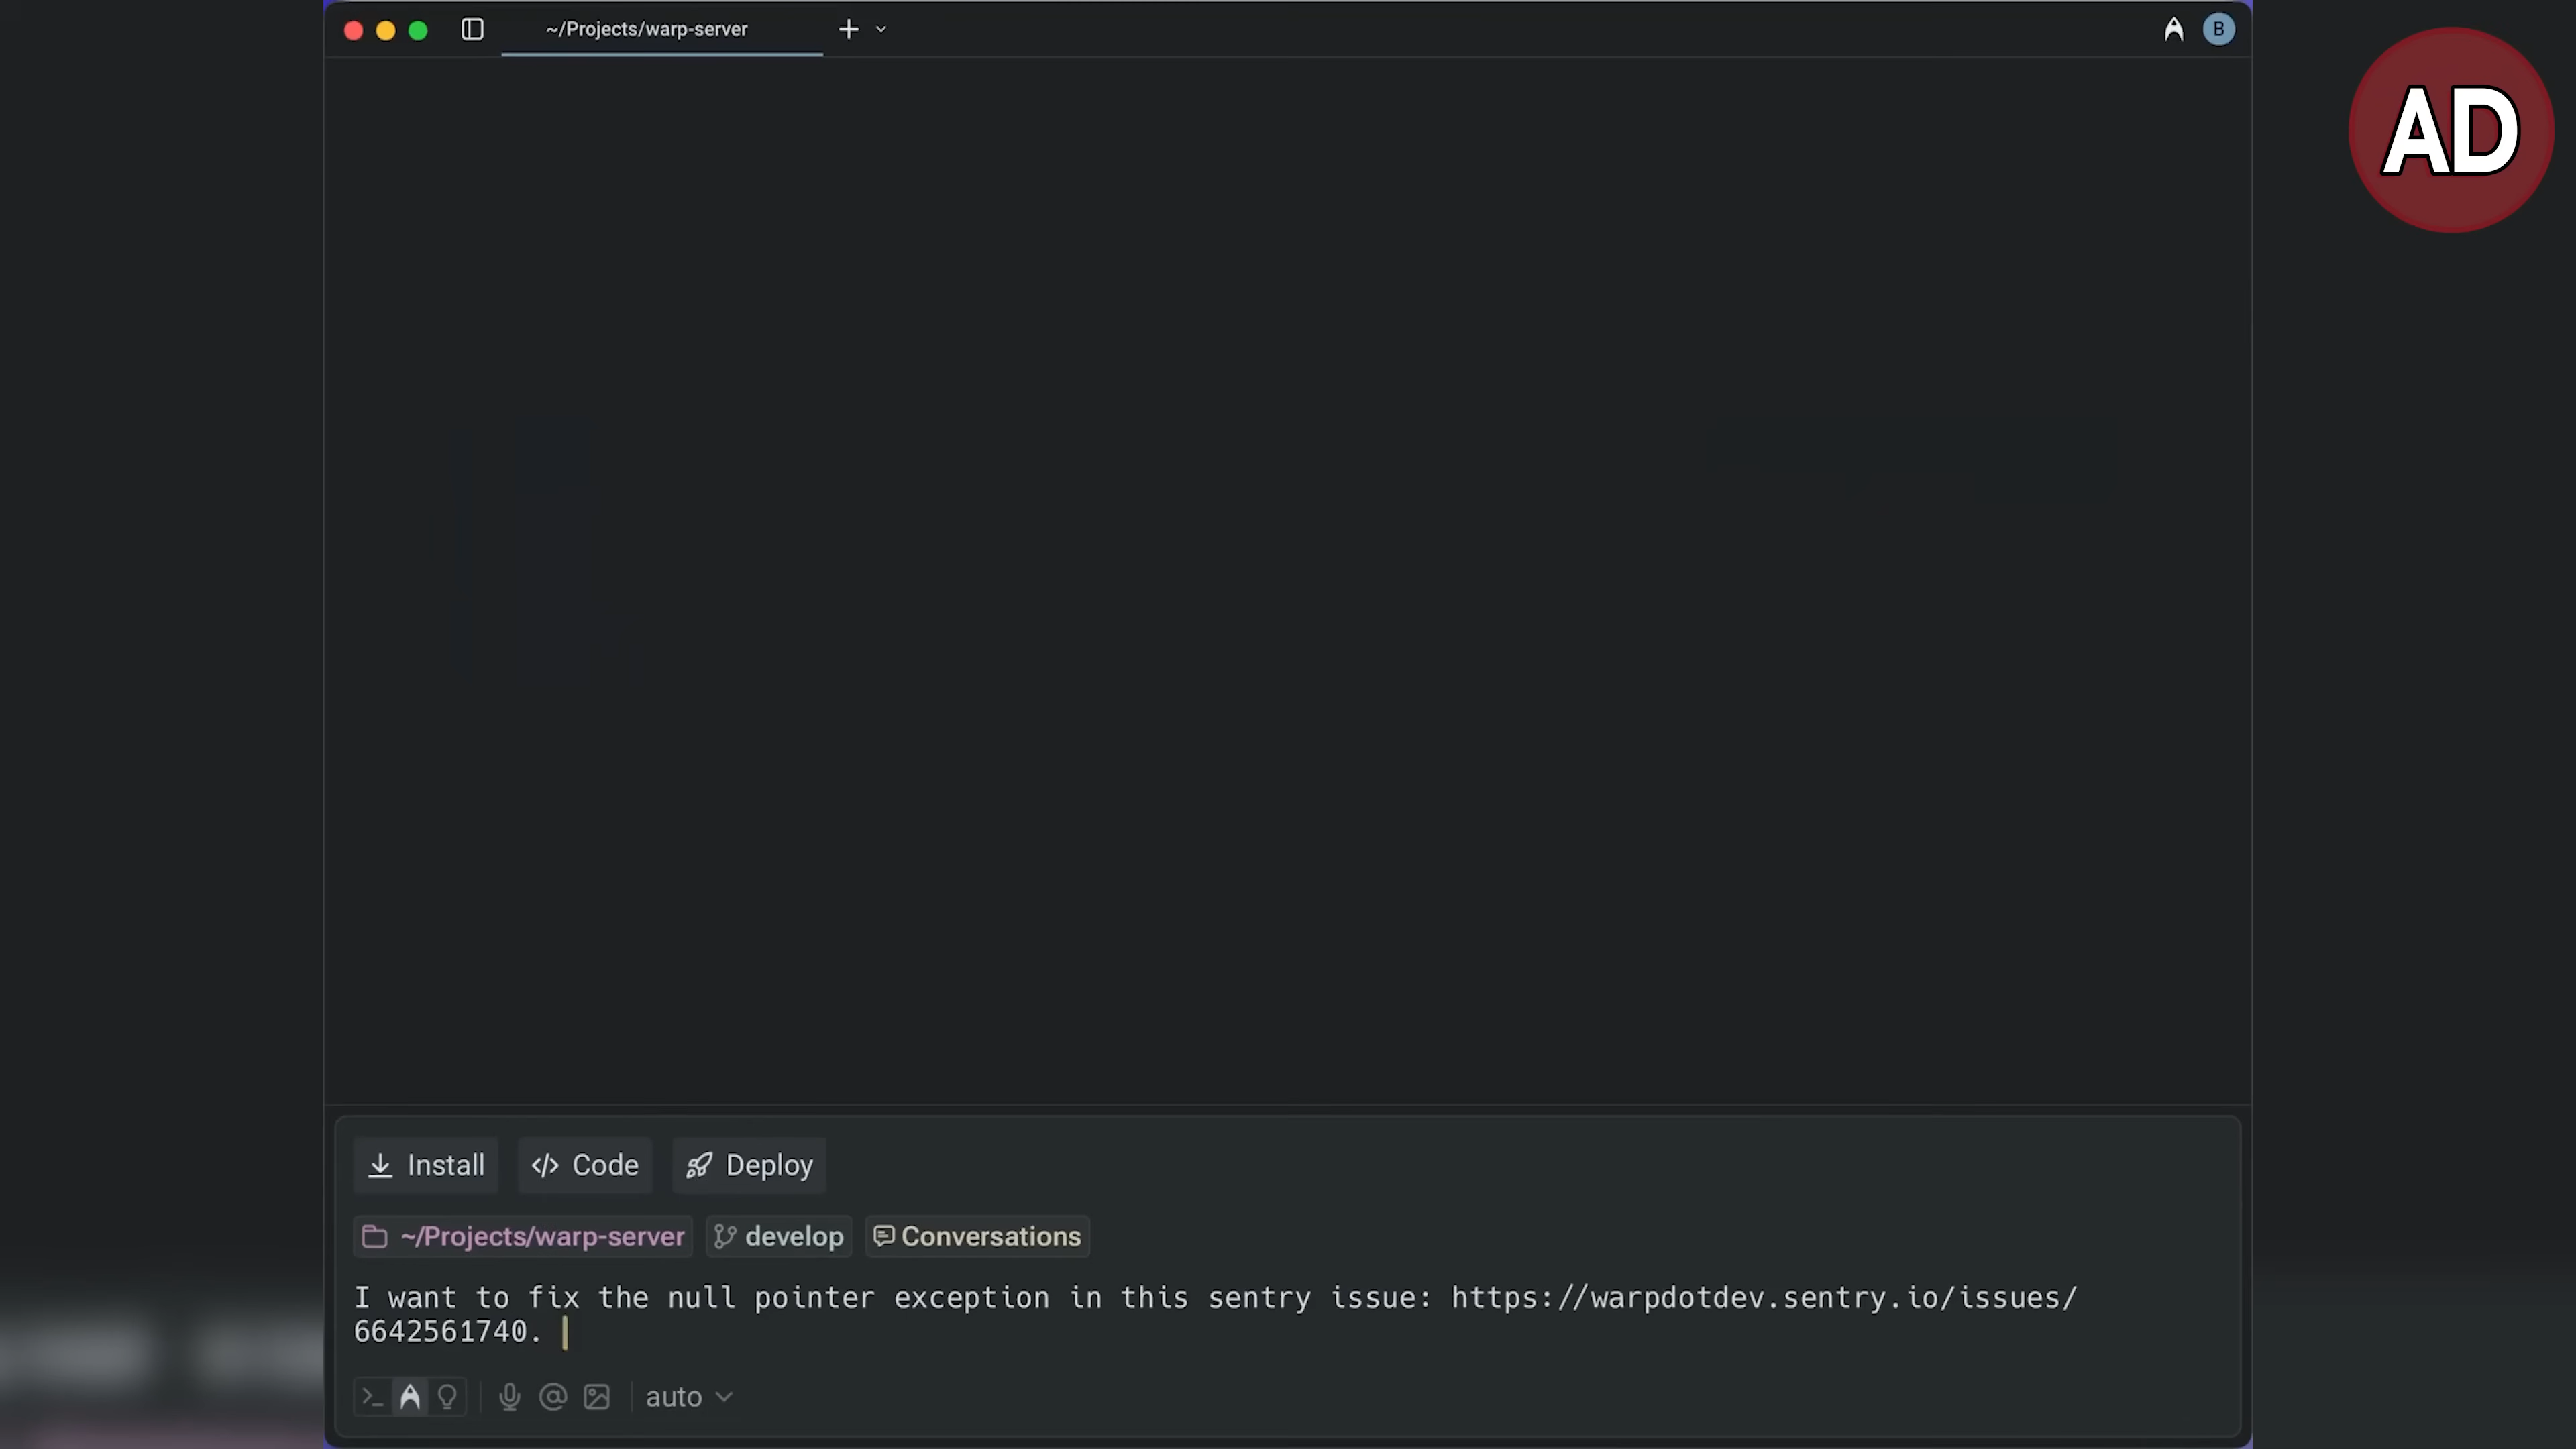 ~/Projects/warp-server
B
AD
Install
Code
Deploy
~/Projects/warp-server
develop
Conversations
I want to fix the null pointer exception in this sentry issue: https://warpdotdev.sentry.io/issues/
6642561740.
auto